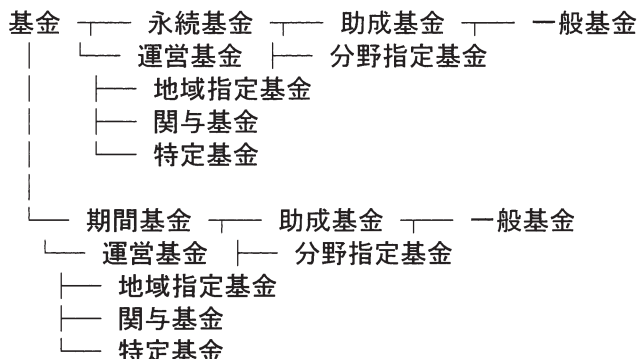 基金 ─┬─ 永続基金 ─┬─ 助成基金 ─┬─ 一般基金
│ └─ 運営基金 ├─ 分野指定基金
│ ├─ 地域指定基金
│ ├─ 関与基金
│ └─ 特定基金
│
└─ 期間基金 ─┬─ 助成基金 ─┬─ 一般基金
└─ 運営基金 ├─ 分野指定基金
├─ 地域指定基金
├─ 関与基金
└─ 特定基金